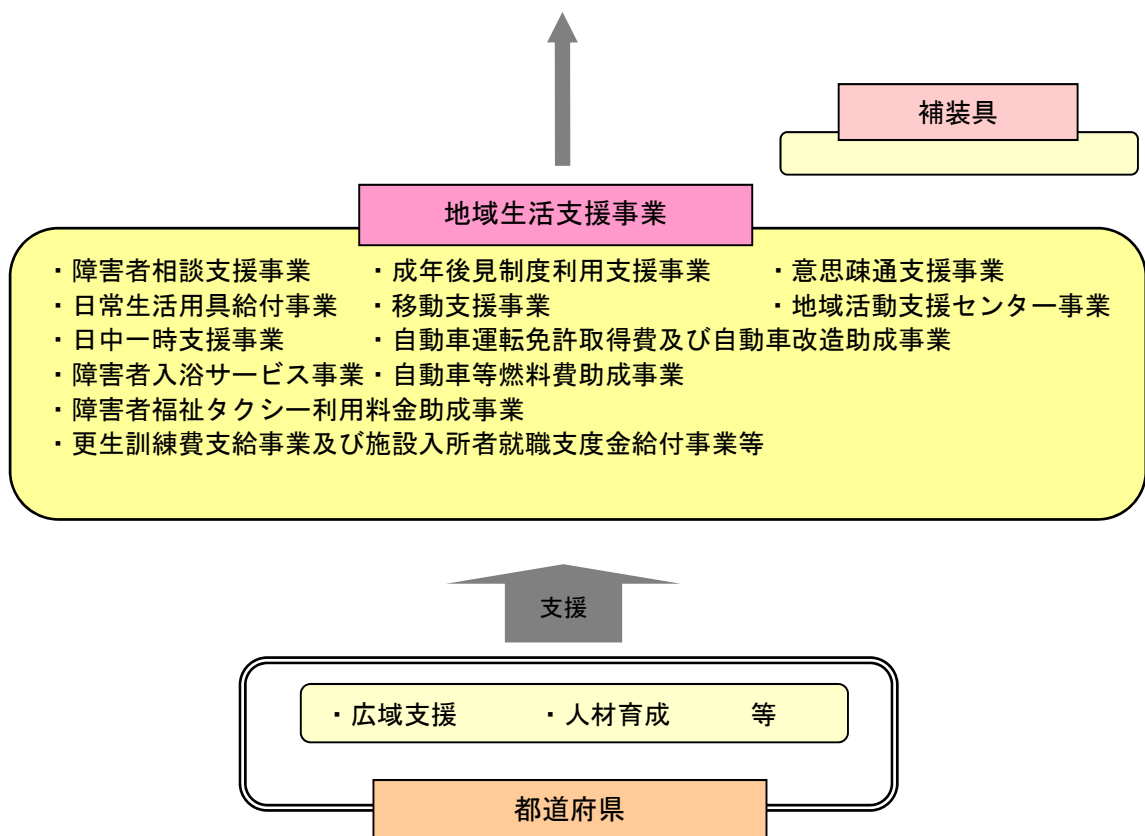 補装具
地域生活支援事業
・障害者相談支援事業 ・成年後見制度利用支援事業 ・意思疎通支援事業
・日常生活用具給付事業 ・移動支援事業 ・地域活動支援センター事業
・日中一時支援事業 ・自動車運転免許取得費及び自動車改造助成事業
・障害者入浴サービス事業・自動車等燃料費助成事業
・障害者福祉タクシー利用料金助成事業
・更生訓練費支給事業及び施設入所者就職支度金給付事業等
支援
・広域支援 ・人材育成 等
都道府県